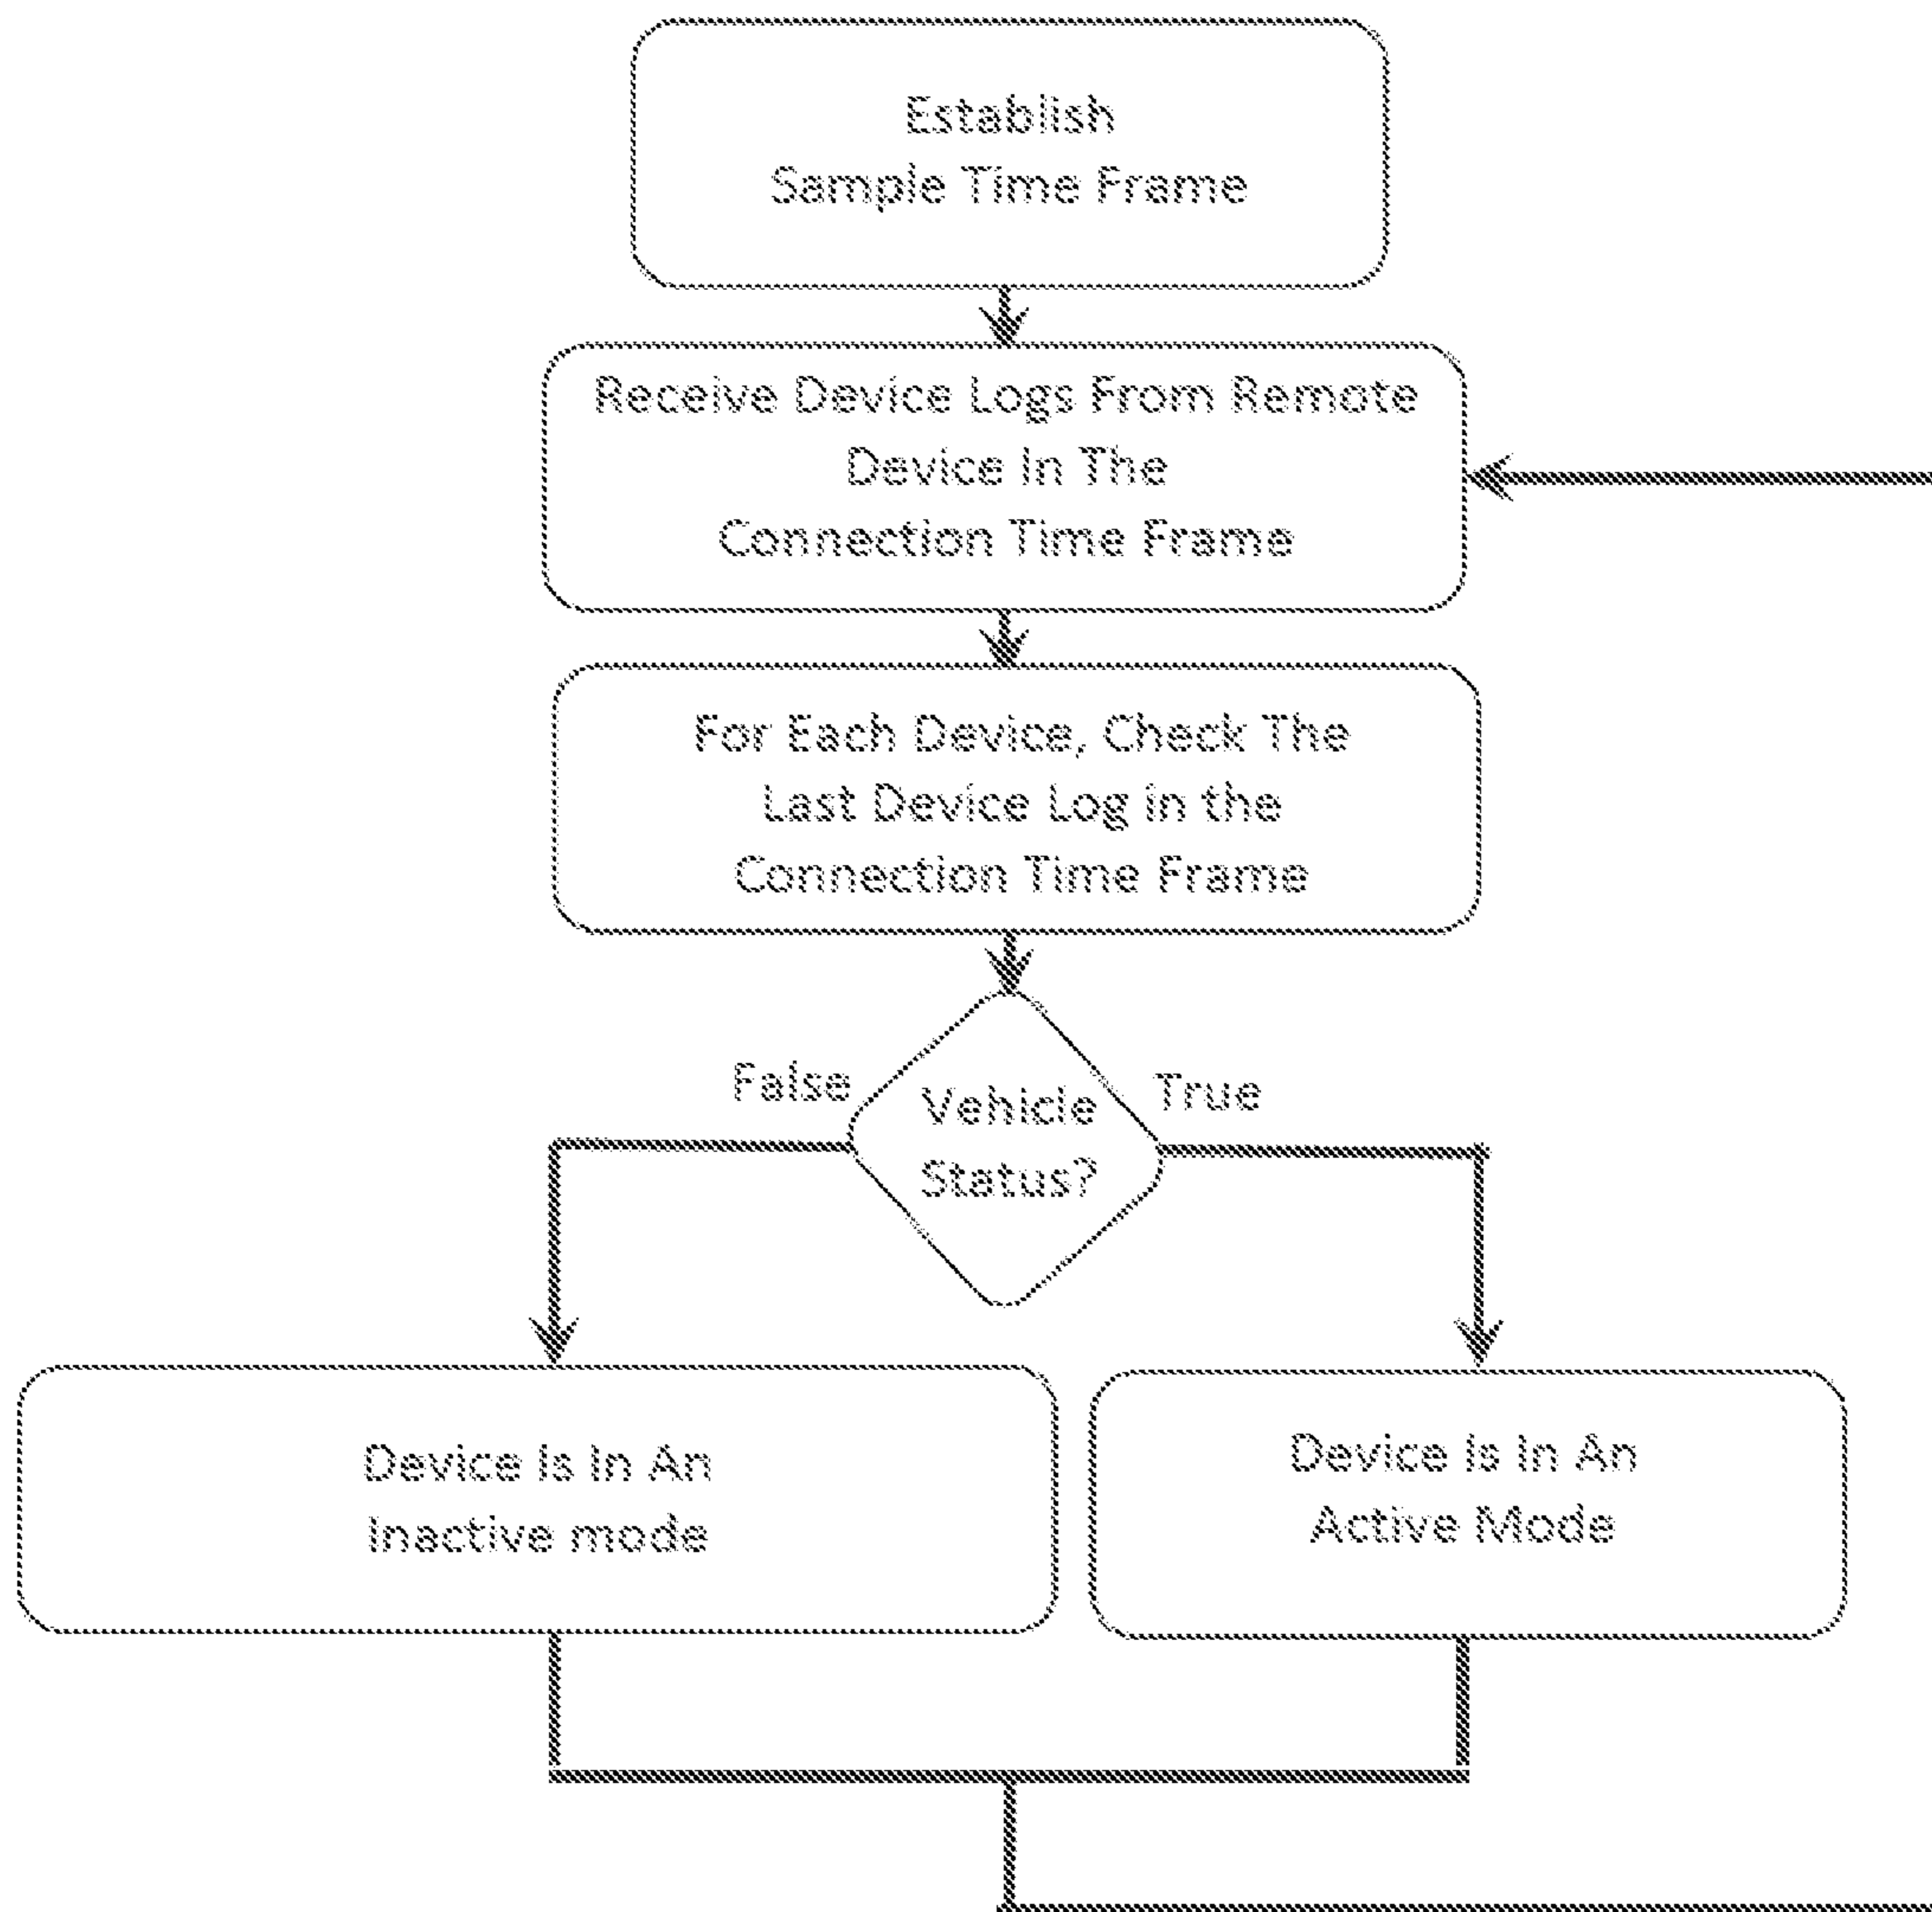 Establish
Sample Time Frame
Receive Device Logs From Remote
Device In The
Connection Time Frame
For Each Device, Check The
Last Device Log in the
Connection Time Frame
False
True
Vehicle
Status?
Device Is In An
Inactive mode
Device Is In An
Active Mode